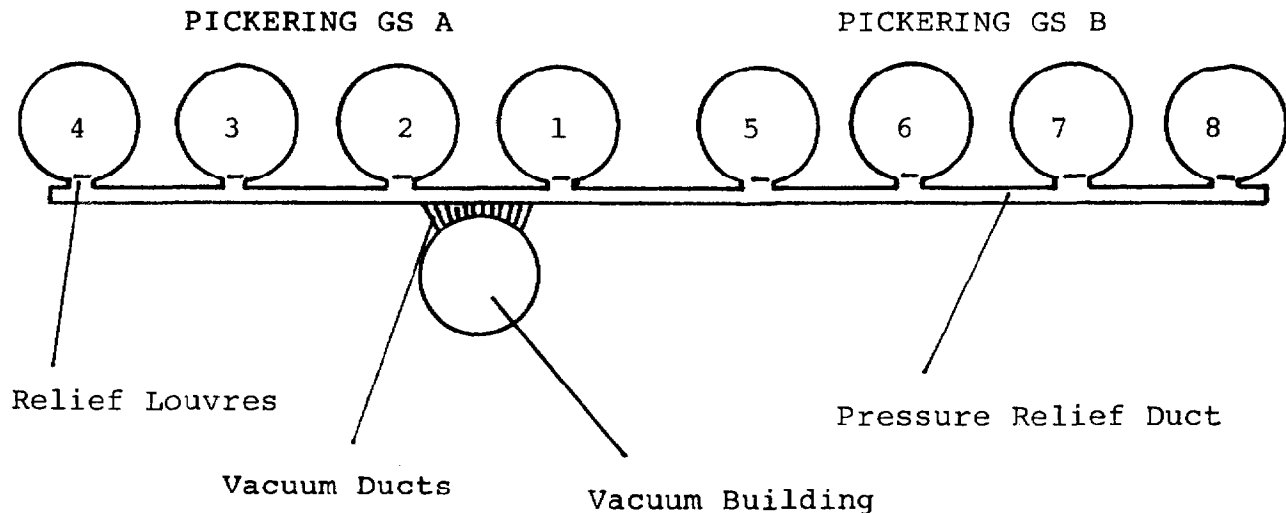 PICKERING GS A PICKERING GS B
4 3 2 1 5 6 7 8
Relief Louvres
Pressure Relief Duct
Vacuum Ducts
Vacuum Building